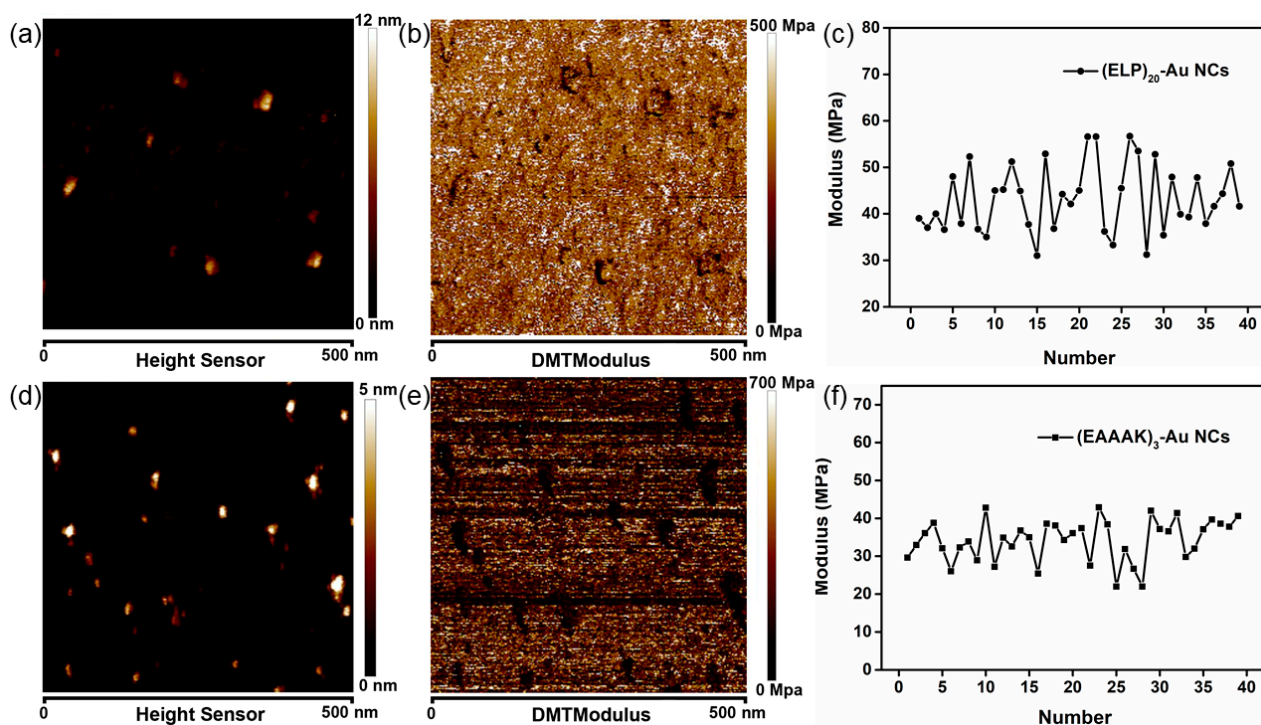 (a)
12 nm
0 nm
0
500 nm
Height Sensor
(b)
500 Mpa
0 Mpa
0
500 nm
DMTModulus
(c)
80
70
60
50
40
30
20
Modulus (MPa)
(ELP)20-Au NCs
0 5 10 15 20 25 30 35 40
Number
(d)
5 nm
0 nm
0
500 nm
Height Sensor
(e)
700 Mpa
0 Mpa
0
500 nm
DMTModulus
(f)
70
60
50
40
30
20
10
0
Modulus (MPa)
(EAAAK)3-Au NCs
0 5 10 15 20 25 30 35 40
Number